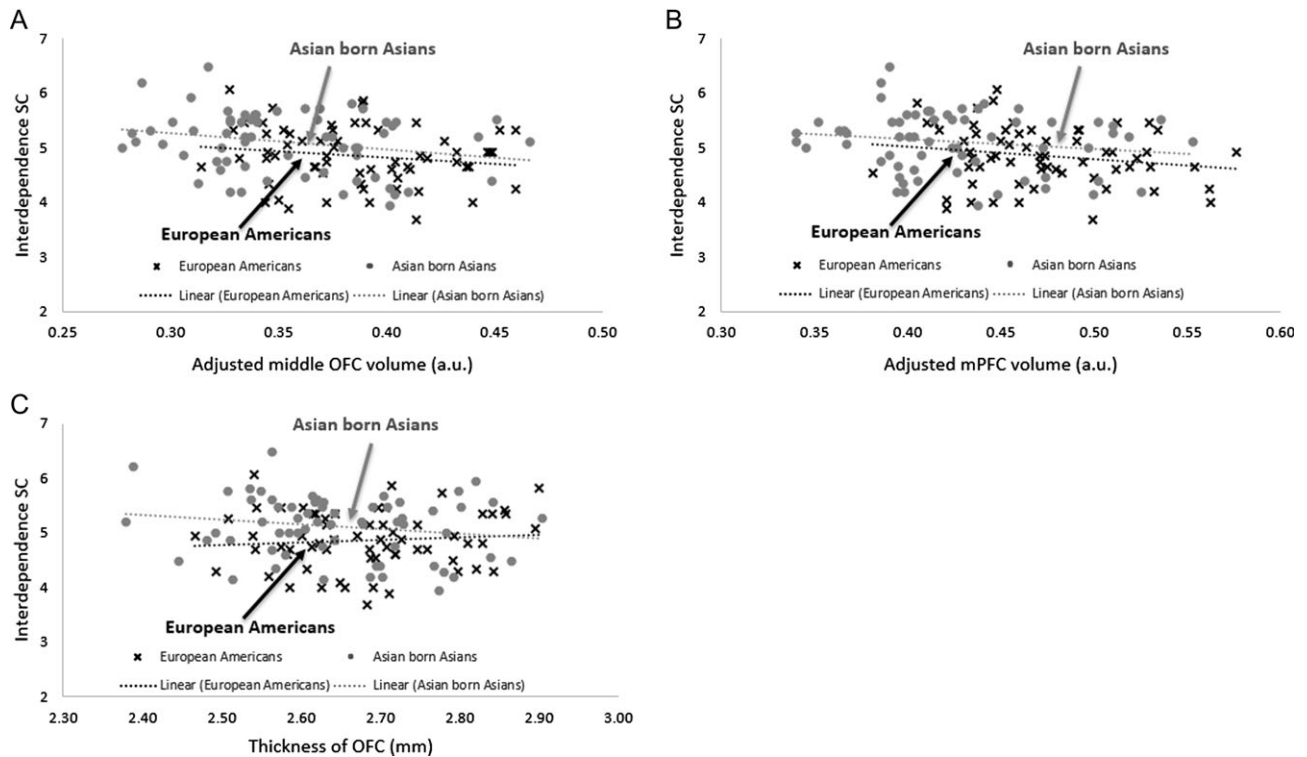 A
7
6
5
4
3
2
Interdependence SC
Asian born Asians
European Americans
European Americans
Asian born Asians
Linear (European Americans)
Linear (Asian born Asians)
0.25
0.30
0.35
0.40
0.45
0.50
Adjusted middle OFC volume (a.u.)
B
7
6
5
4
3
2
Interdependence SC
Asian born Asians
European Americans
European Americans
Asian born Asians
Linear (European Americans)
Linear (Asian born Asians)
0.30
0.35
0.40
0.45
0.50
0.55
0.60
Adjusted mPFC volume (a.u.)
C
7
6
5
4
3
2
Interdependence SC
Asian born Asians
European Americans
European Americans
Asian born Asians
Linear (European Americans)
Linear (Asian born Asians)
2.30
2.40
2.50
2.60
2.70
2.80
2.90
3.00
Thickness of OFC (mm)